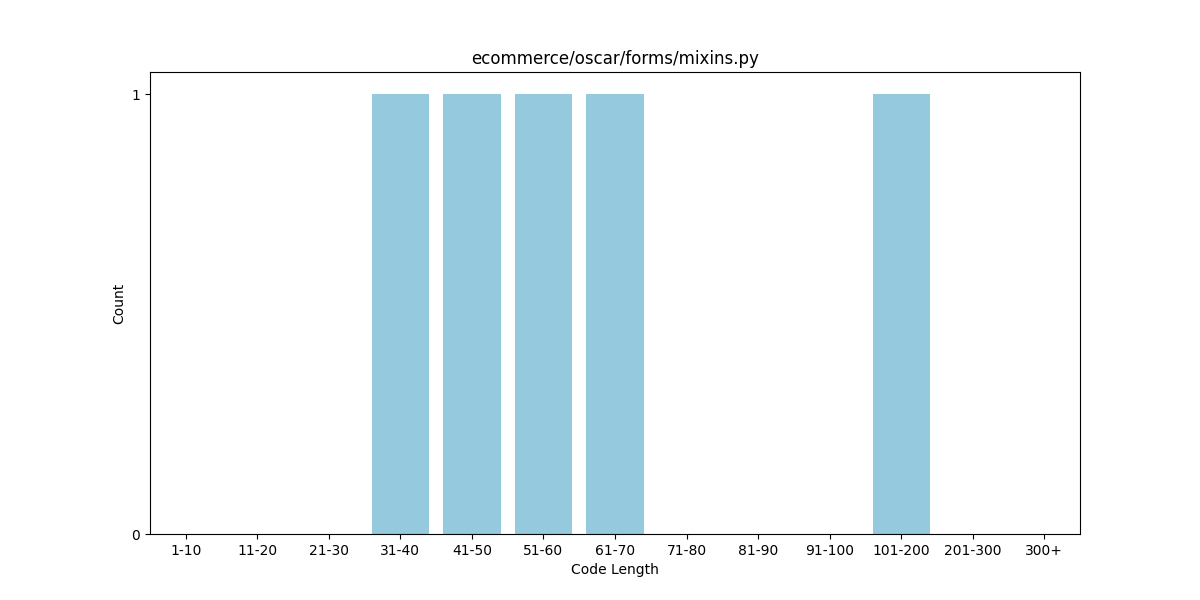 ecommerce/oscar/forms/mixins.py
1
Count
0
1-10 11-20 21-30 31-40 41-50 51-60 61-70 71-80 81-90 91-100 101-200 201-300 300+
Code Length